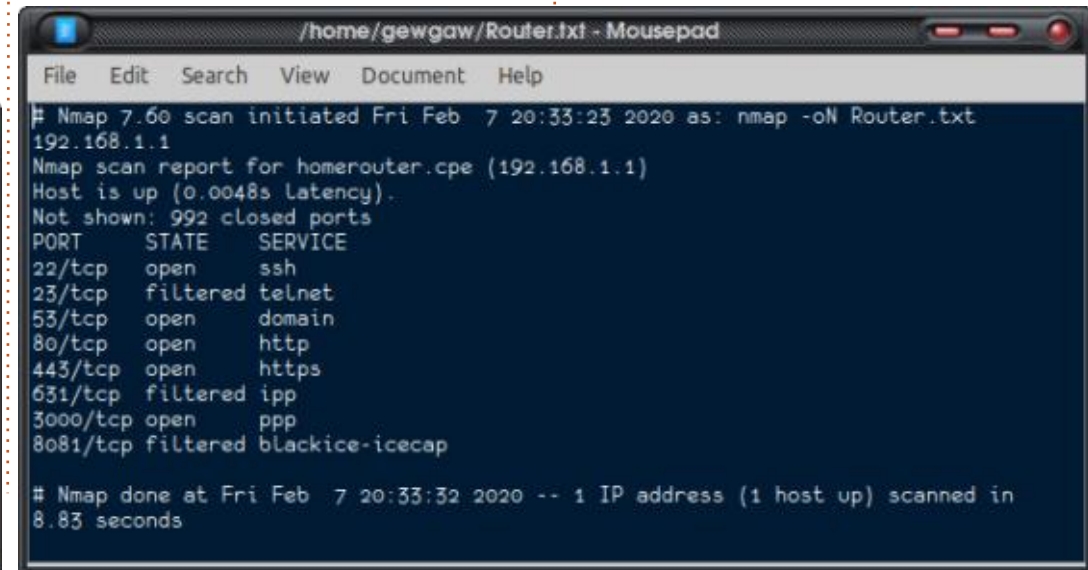 /home/gewgaw/Router.txt - Mousepad
File Edit Search View Document Help
# Nmap 7.60 scan initiated Fri Feb  7 20:33:23 2020 as: nmap -oN Router.txt
192.168.1.1
Nmap scan report for homerouter.cpe (192.168.1.1)
Host is up (0.0048s latency).
Not shown: 992 closed ports
PORT     STATE    SERVICE
22/tcp   open     ssh
23/tcp   filtered telnet
53/tcp   open     domain
80/tcp   open     http
443/tcp  open     https
631/tcp  filtered ipp
3000/tcp open     ppp
8081/tcp filtered blackice-icecap
# Nmap done at Fri Feb  7 20:33:32 2020 -- 1 IP address (1 host up) scanned in
8.83 seconds